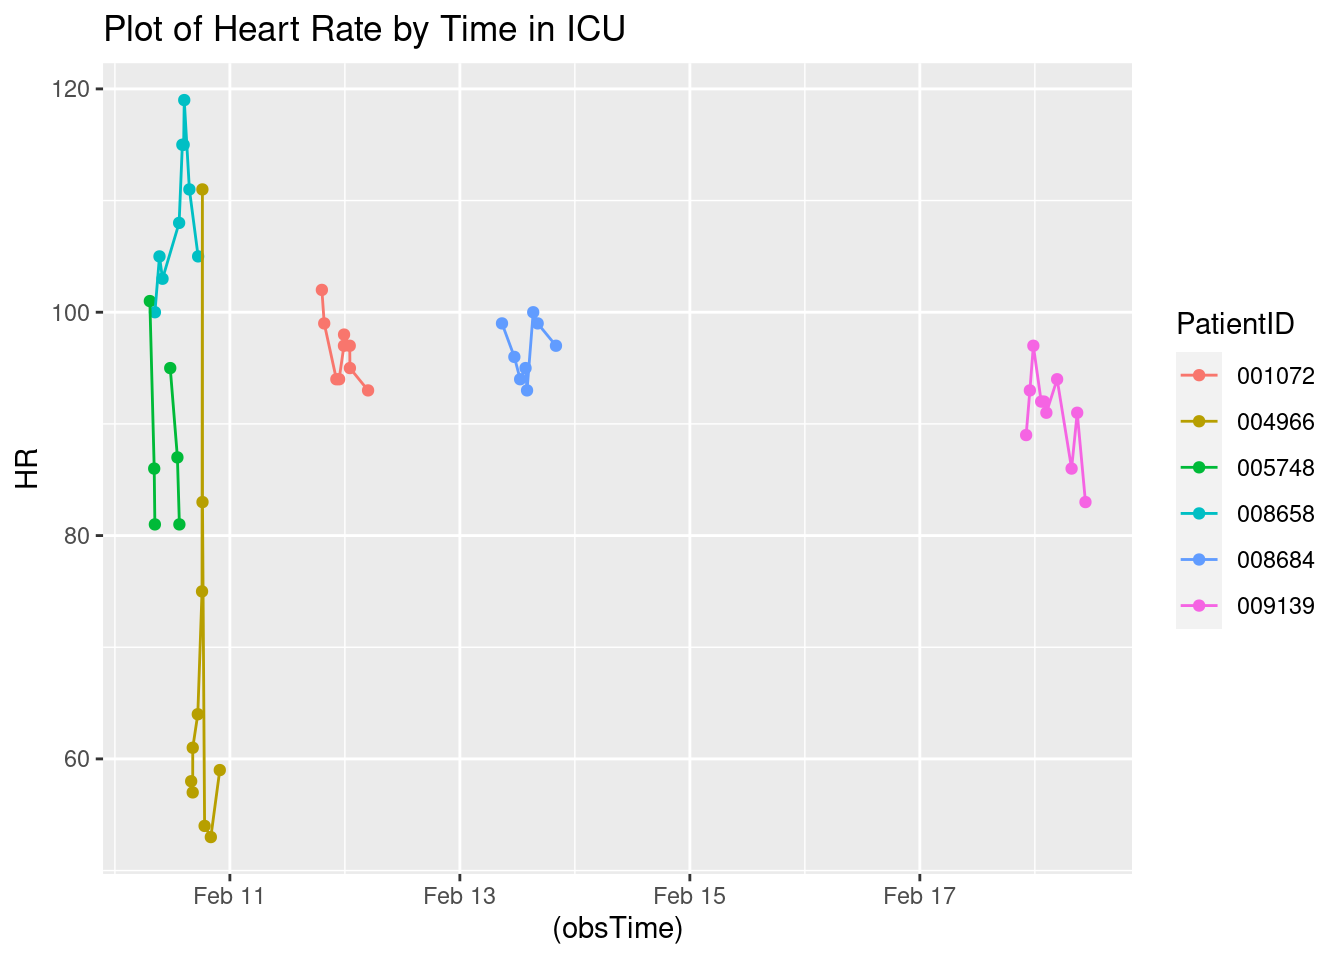 Plot of Heart Rate by Time in ICU
120
100
80
60
HR
Feb 11
Feb 13
Feb 15
Feb 17
(obsTime)
PatientID
001072
004966
005748
008658
008684
009139